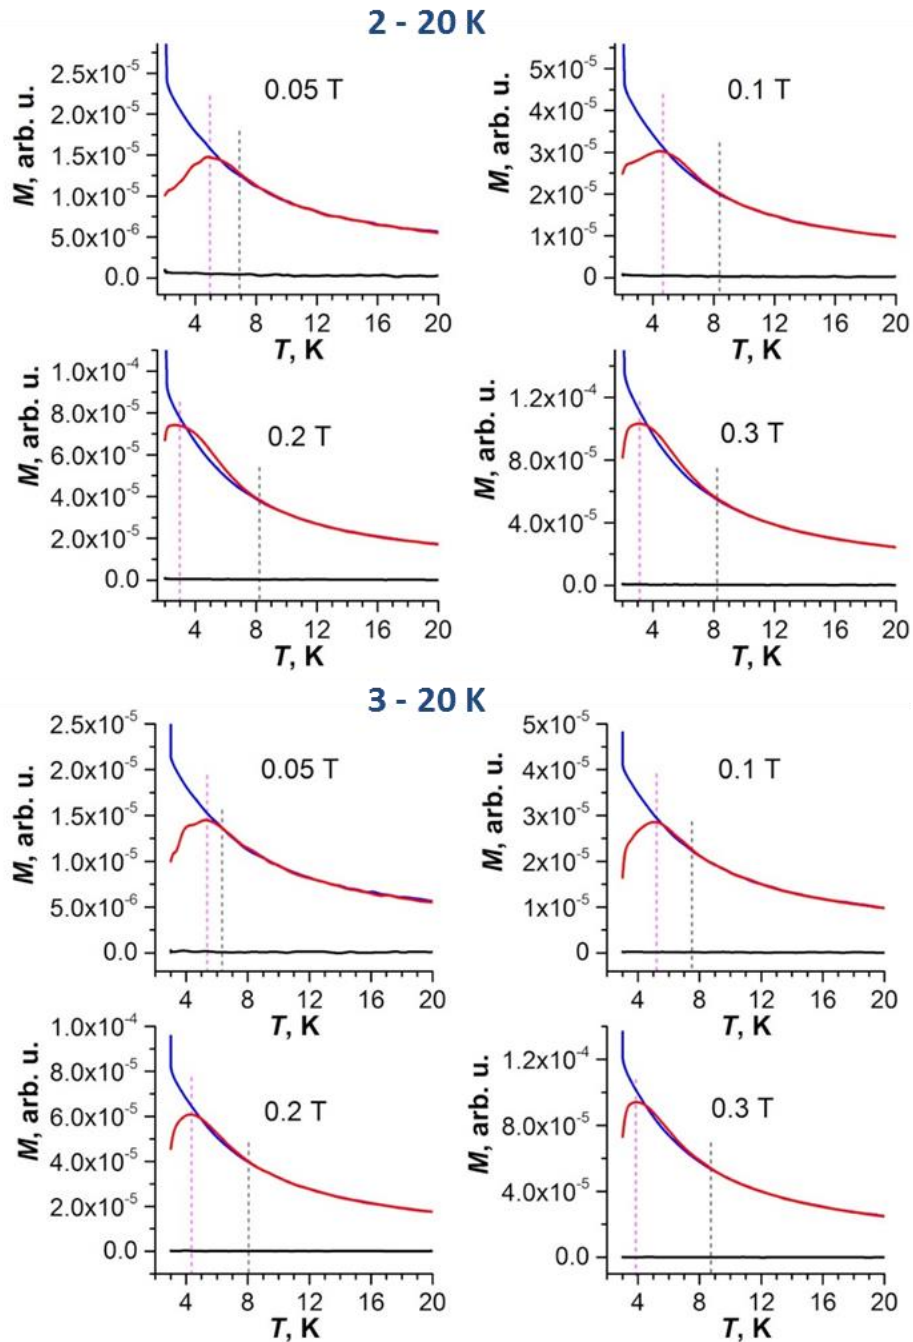 2 - 20 K
M, arb. u.
0.05 T
2.5x10⁻⁵
2.0x10⁻⁵
1.5x10⁻⁵
1.0x10⁻⁵
5.0x10⁻⁶
0.0
4 8 12 16 20
T, K
M, arb. u.
0.1 T
5x10⁻⁵
4x10⁻⁵
3x10⁻⁵
2x10⁻⁵
1x10⁻⁵
0
4 8 12 16 20
T, K
M, arb. u.
0.2 T
1.0x10⁻⁴
8.0x10⁻⁵
6.0x10⁻⁵
4.0x10⁻⁵
2.0x10⁻⁵
0.0
4 8 12 16 20
T, K
M, arb. u.
0.3 T
1.2x10⁻⁴
8.0x10⁻⁵
4.0x10⁻⁵
0.0
4 8 12 16 20
T, K
3 - 20 K
M, arb. u.
0.05 T
2.5x10⁻⁵
2.0x10⁻⁵
1.5x10⁻⁵
1.0x10⁻⁵
5.0x10⁻⁶
0.0
4 8 12 16 20
T, K
M, arb. u.
0.1 T
5x10⁻⁵
4x10⁻⁵
3x10⁻⁵
2x10⁻⁵
1x10⁻⁵
0
4 8 12 16 20
T, K
M, arb. u.
0.2 T
1.0x10⁻⁴
8.0x10⁻⁵
6.0x10⁻⁵
4.0x10⁻⁵
2.0x10⁻⁵
0.0
4 8 12 16 20
T, K
M, arb. u.
0.3 T
1.2x10⁻⁴
8.0x10⁻⁵
4.0x10⁻⁵
0.0
4 8 12 16 20
T, K